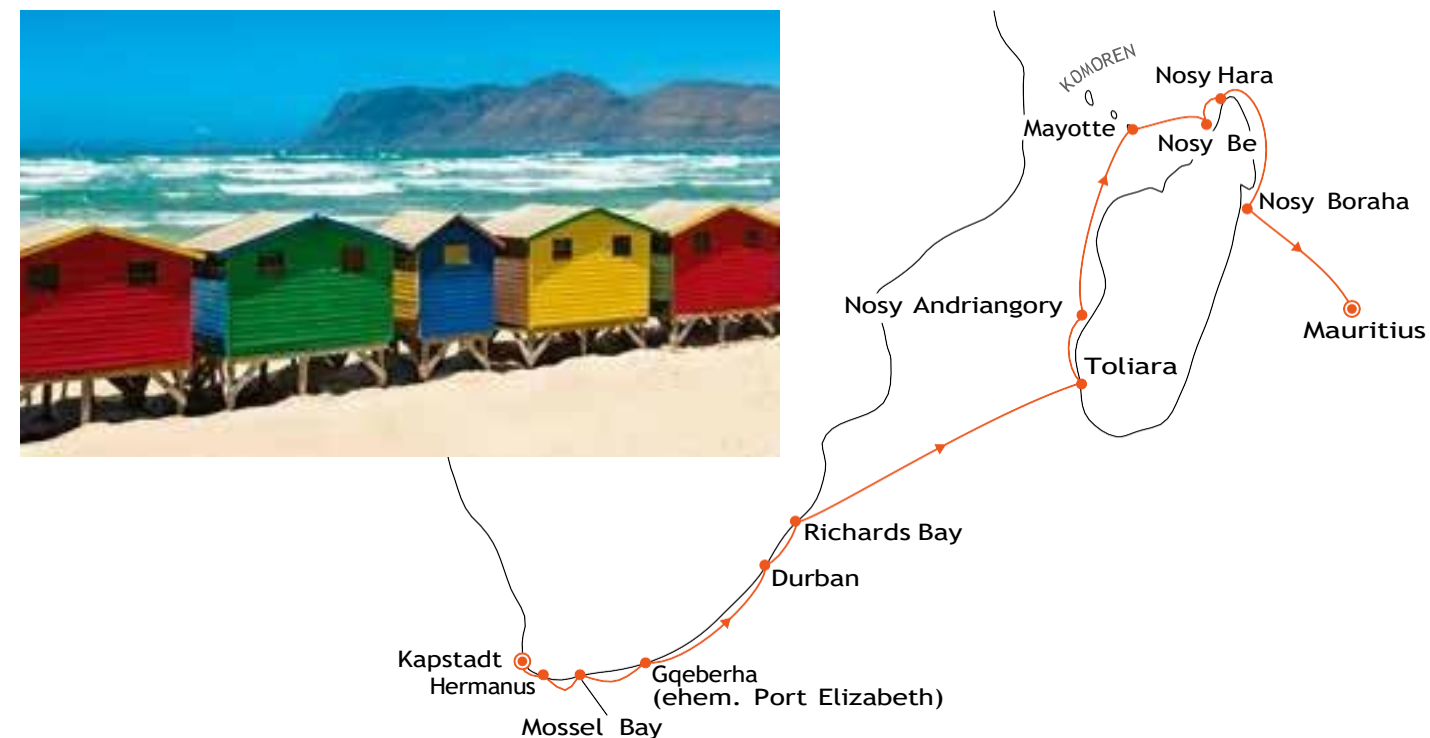 KOMOREN
Nosy Hara
Mayotte
Nosy Be
Nosy Boraha
Nosy Andriangory
Mauritius
Toliara
Richards Bay
Durban
Kapstadt
Hermanus
Gqeberha
(ehem. Port Elizabeth)
Mossel Bay